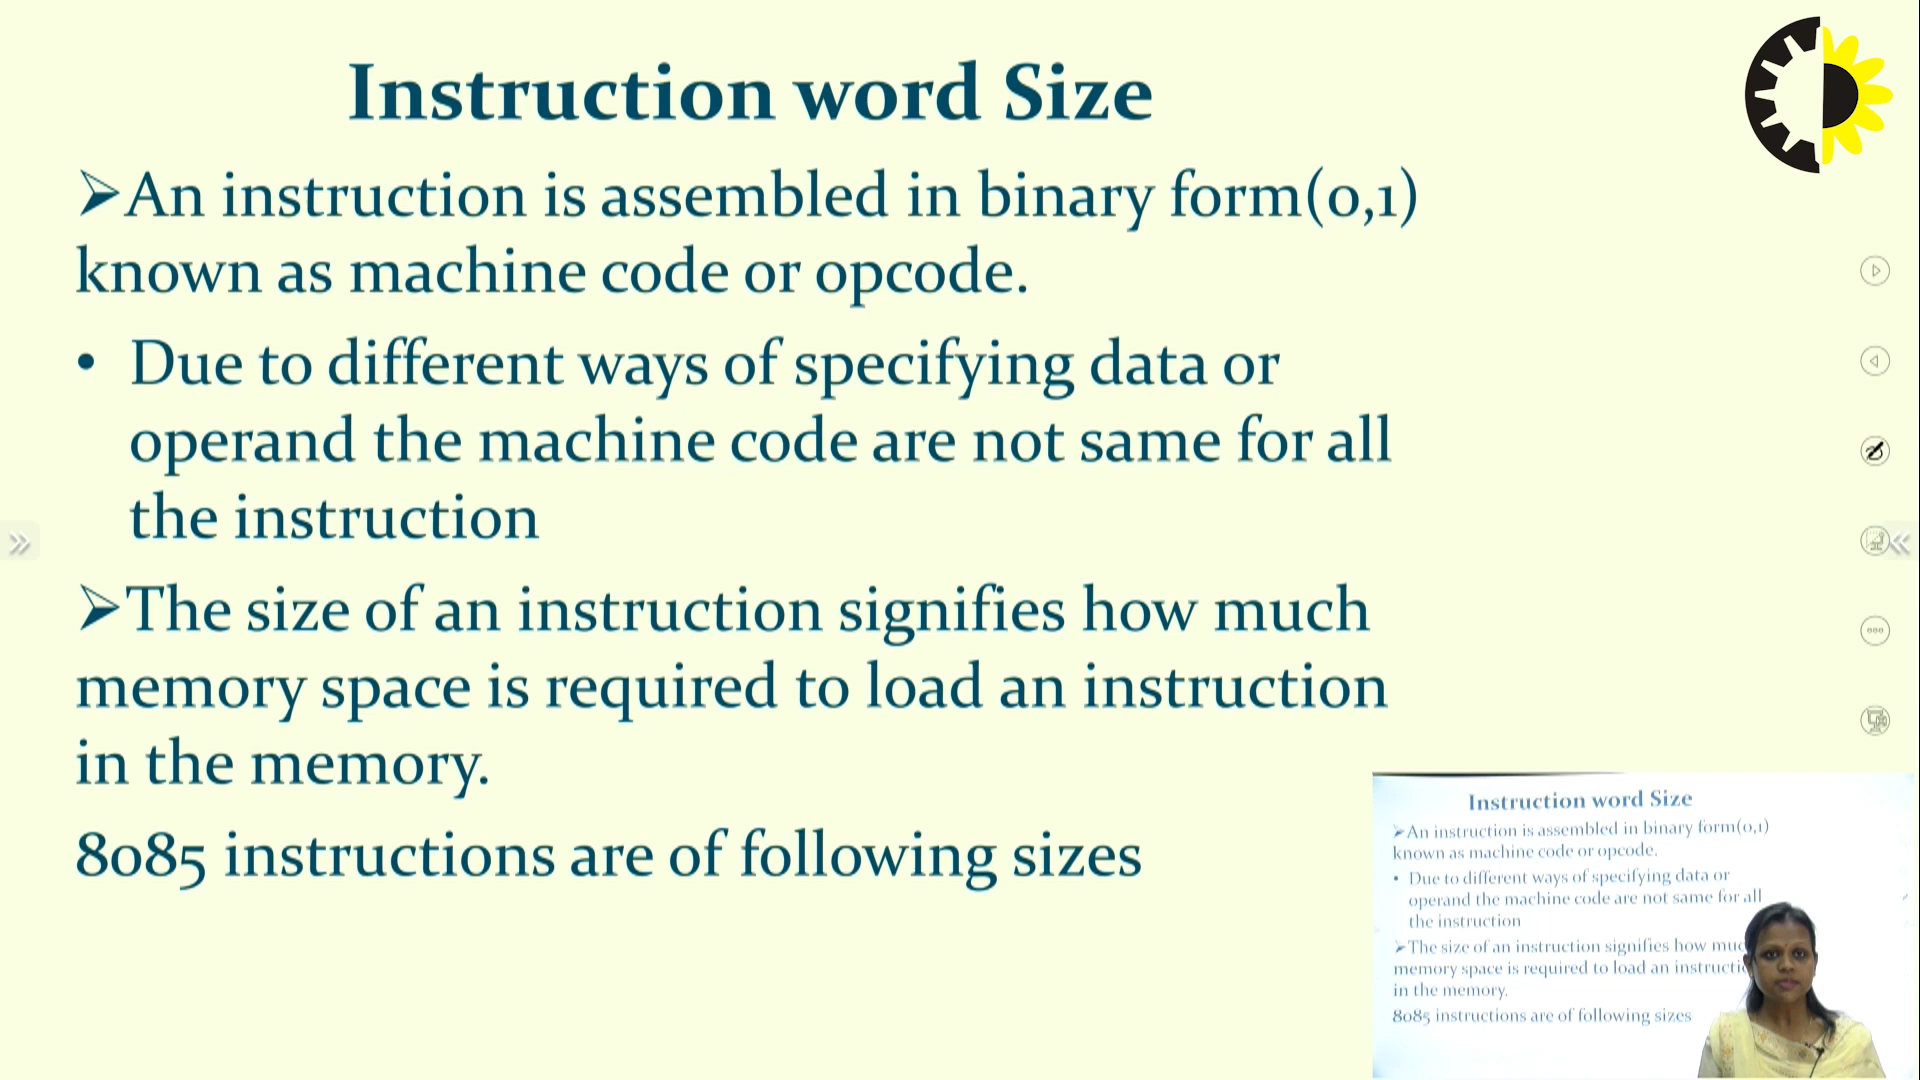 Instruction word Size
➢An instruction is assembled in binary form(0,1)
known as machine code or opcode.
• Due to different ways of specifying data or
operand the machine code are not same for all
the instruction
➢The size of an instruction signifies how much
memory space is required to load an instruction
in the memory.
8085 instructions are of following sizes
Instruction word Size
➢An instruction is assembled in binary form(0,1)
known as machine code or opcode.
• Due to different ways of specifying data or
operand the machine code are not same for all
the instruction
➢The size of an instruction signifies how muc
memory space is required to load an instructi
in the memory.
8085 instructions are of following sizes